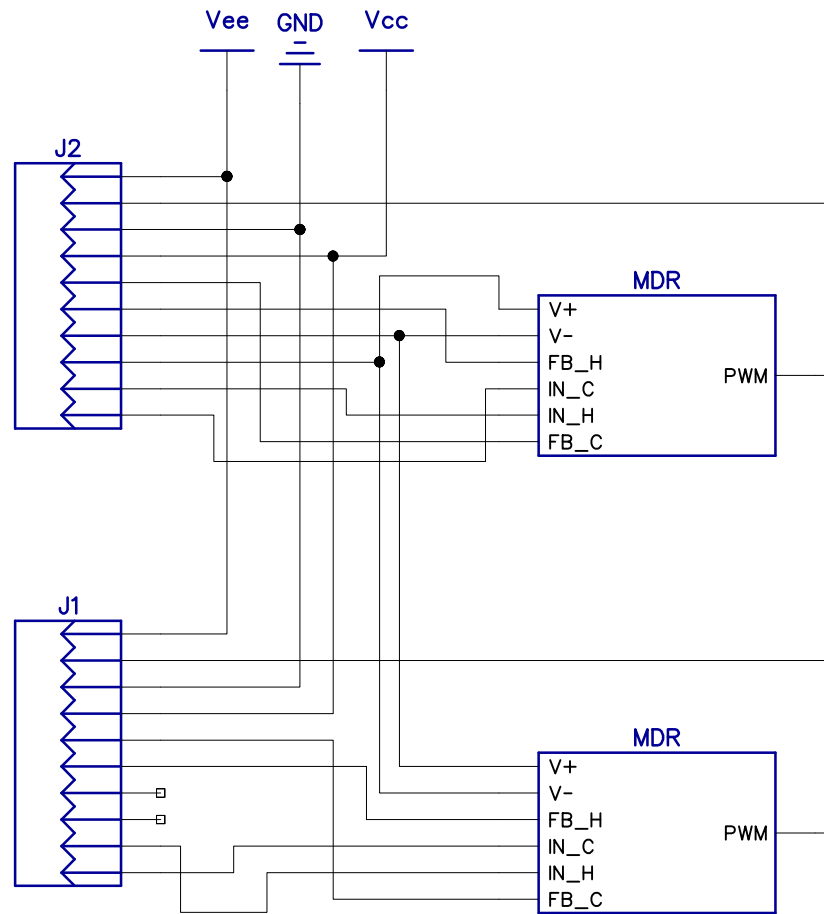 Vee GND Vcc
J2
MDR
V+
V-
FB_H
IN_C
IN_H
FB_C
PWM
J1
MDR
V+
V-
FB_H
IN_C
IN_H
FB_C
PWM